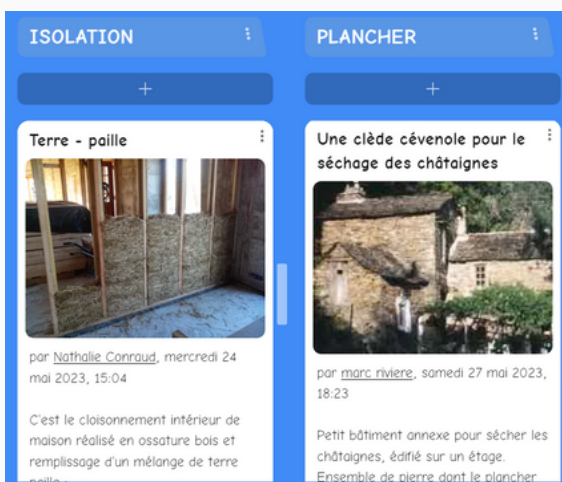 ISOLATION
+
Terre - paille
par Nathalie Conraud, mercredi 24
mai 2023, 15:04
C'est le cloisonnement intérieur de
maison réalisé en ossature bois et
remplissage d'un mélange de terre
paille :
PLANCHER
+
Une clède cévenole pour le
séchage des châtaignes
par marc riviere, samedi 27 mai 2023,
18:23
Petit bâtiment annexe pour sécher les
châtaignes, édifié sur un étage.
Ensemble de pierre dont le plancher